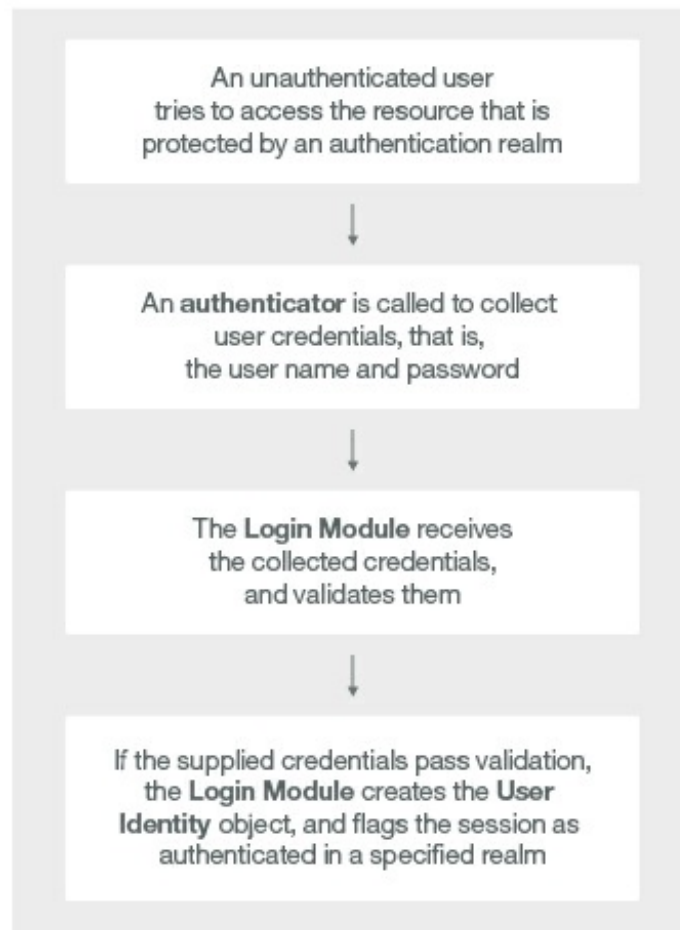 An unauthenticated user
tries to access the resource that is
protected by an authentication realm
An authenticator is called to collect
user credentials, that is,
the user name and password
The Login Module receives
the collected credentials,
and validates them
If the supplied credentials pass validation,
the Login Module creates the User
Identity object, and flags the session as
authenticated in a specified realm